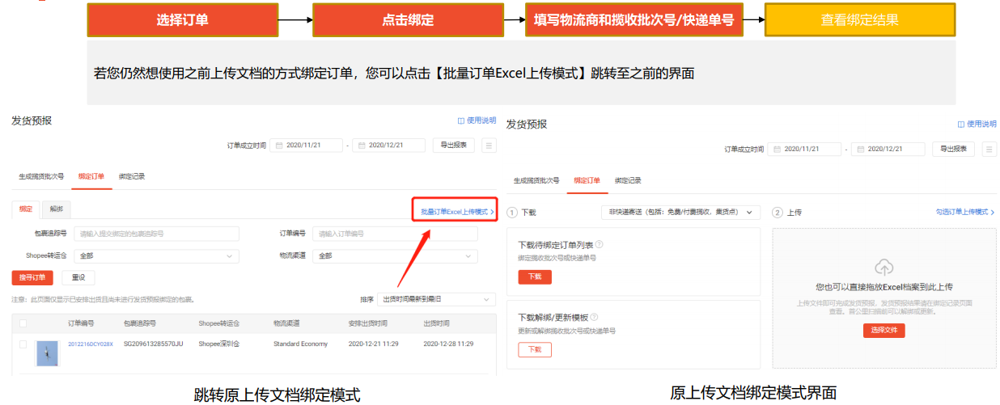 选择订单
点击绑定
填写物流商和揽收批次号/快递单号
查看绑定结果
若您仍然想使用之前上传文档的方式绑定订单，您可以点击【批量订单Excel上传模式】跳转至之前的界面
发货预报
使用说明
订单成立时间 2020/11/21 - 2020/12/21 导出报表
生成揽货批次号 绑定订单 绑定记录
绑定 解绑 批量订单Excel上传模式 >
包裹追踪号 请输入提交绑定的包裹追踪号 订单编号 请输入订单编号
Shopee转运仓 全部 物流渠道 全部
搜寻订单 重设
注意：此页面仅显示已安排出货且尚未进行发货预报绑定的包裹。
排序 出货时间最新到最旧
订单编号 包裹追踪号 Shopee转运仓 物流渠道 安排出货时间 出货时间
2012216DCY028X SG209613285570JU Shopee深圳仓 Standard Economy 2020-12-21 11:29 2020-12-28 11:29
跳转原上传文档绑定模式
发货预报
使用说明
订单成立时间 2020/11/21 - 2020/12/21 导出报表
生成揽货批次号 绑定订单 绑定记录
1 下载 非快递寄送（包括：免费/付费揽收，集货点）
2 上传 勾选订单上传模式 >
下载待绑定订单列表 ?
绑定揽收批次号或快递单号
下载
下载解绑/更新模板 ?
更新或解绑揽收批次号或快递单号
下载
您也可以直接拖放Excel档案到此上传
上传文件即可完成发货预报，发货预报结果请在绑定记录页面
查看。首公里扫描前可以解绑或更新。
选择文件
原上传文档绑定模式界面